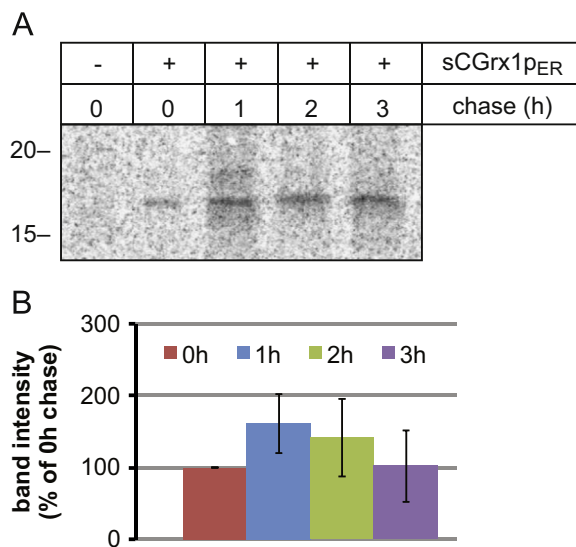 A
- + + + + sCGrx1pER
0 0 1 2 3 chase (h)
20–
15–
B
300
0h 1h 2h 3h
200
100
0
band intensity
(% of 0h chase)